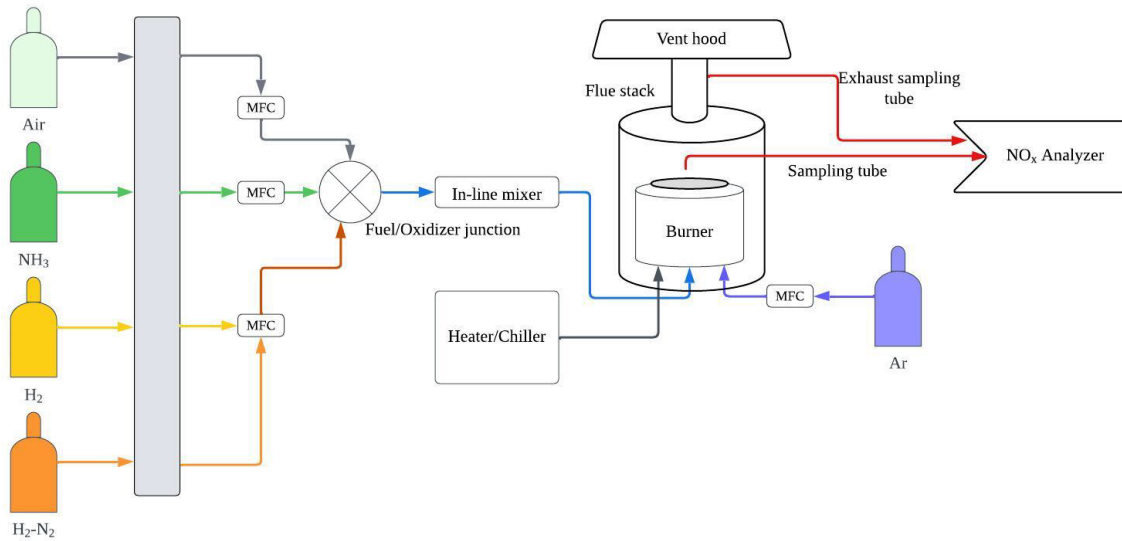 Vent hood
Exhaust sampling
tube
Flue stack
MFC
Air
NOₓ Analyzer
Sampling tube
MFC
In-line mixer
Fuel/Oxidizer junction
Burner
NH₃
MFC
MFC
Heater/Chiller
Ar
H₂
H₂-N₂